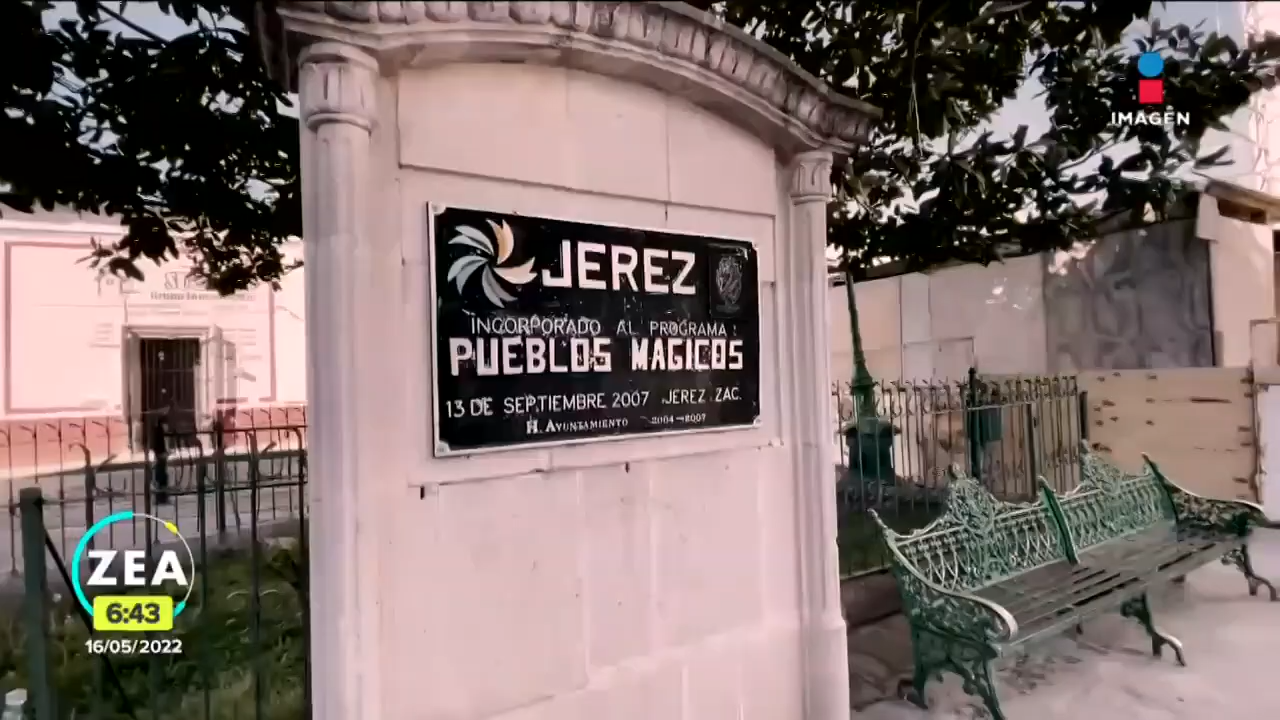 IMAGEN
JEREZ
INCORPORADO AL PROGRAMA:
PUEBLOS MAGICOS
13 DE SEPTIEMBRE 2007 JEREZ ZAC.
H. AYUNTAMIENTO 2004-2007
ZEA
6:43
16/05/2022